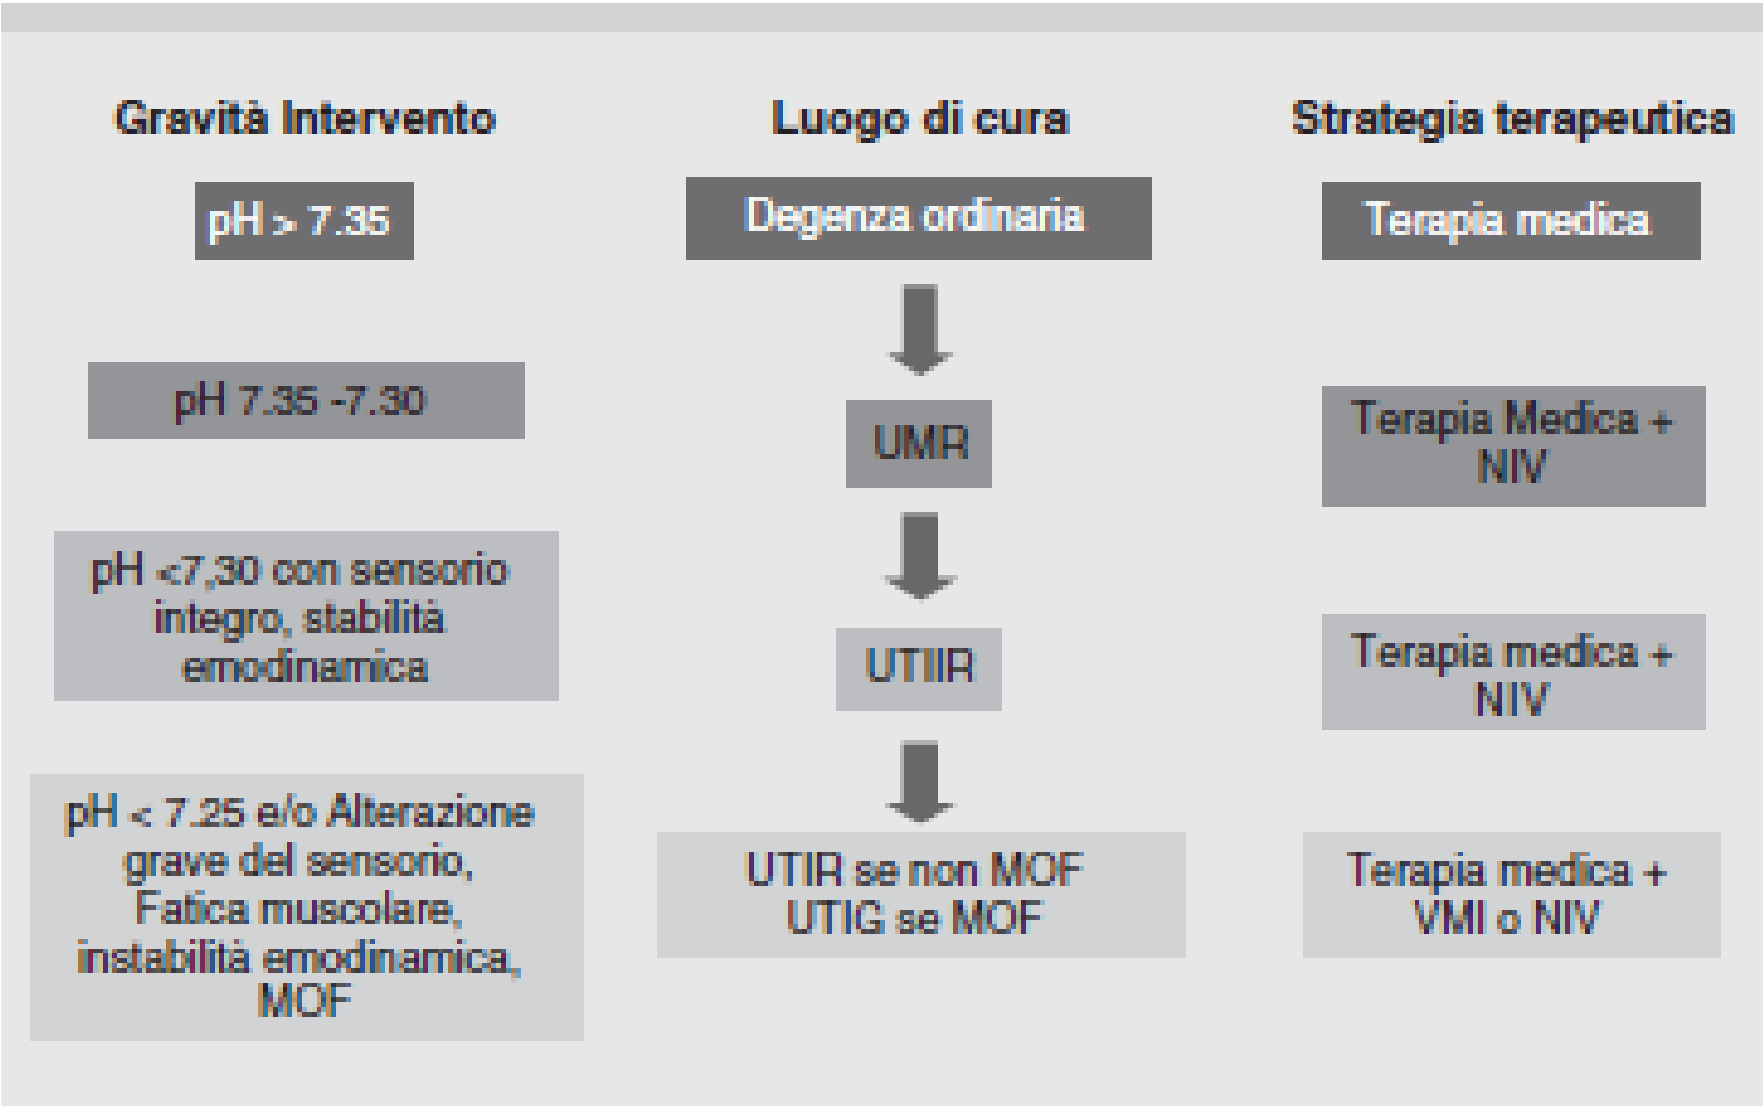 Gravità Intervento
Luogo di cura
Strategia terapeutica
pH > 7.35
Degenza ordinaria
Terapia medica
pH 7.35 -7.30
UMR
Terapia Medica +
NIV
pH <7,30 con sensorio
integro, stabilità
emodinamica
UTIIR
Terapia medica +
NIV
pH < 7.25 e/o Alterazione
grave del sensorio,
Fatica muscolare,
instabilità emodinamica,
MOF
UTIR se non MOF
UTIG se MOF
Terapia medica +
VMI o NIV